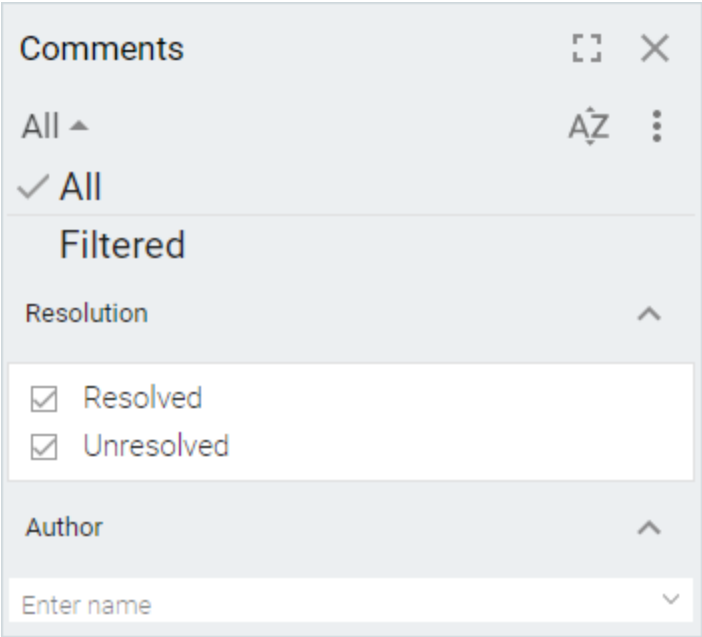 Comments
All
AZ
All
Filtered
Resolution
Resolved
Unresolved
Author
Enter name